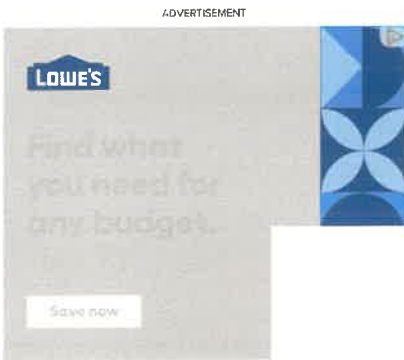 ADVERTISEMENT
LOWE'S
Find what
you need for
any budget.
Save now